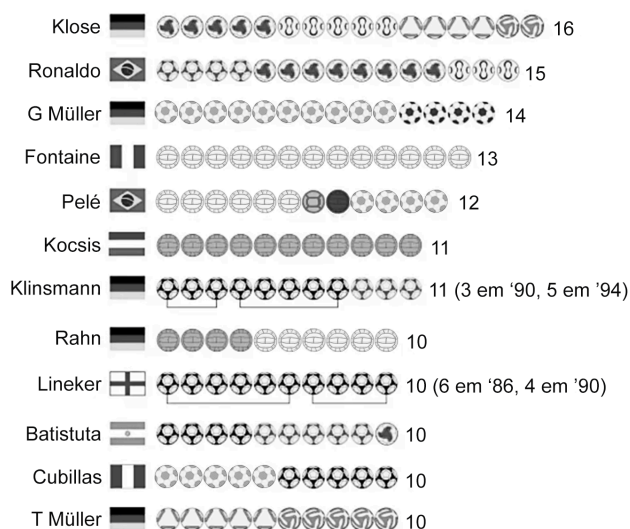 Klose 16
Ronaldo 15
G Müller 14
Fontaine 13
Pelé 12
Kocsis 11
Klinsmann 11 (3 em ‘90, 5 em ’94)
Rahn 10
Lineker 10 (6 em ‘86, 4 em ’90)
Batistuta 10
Cubillas 10
T Müller 10